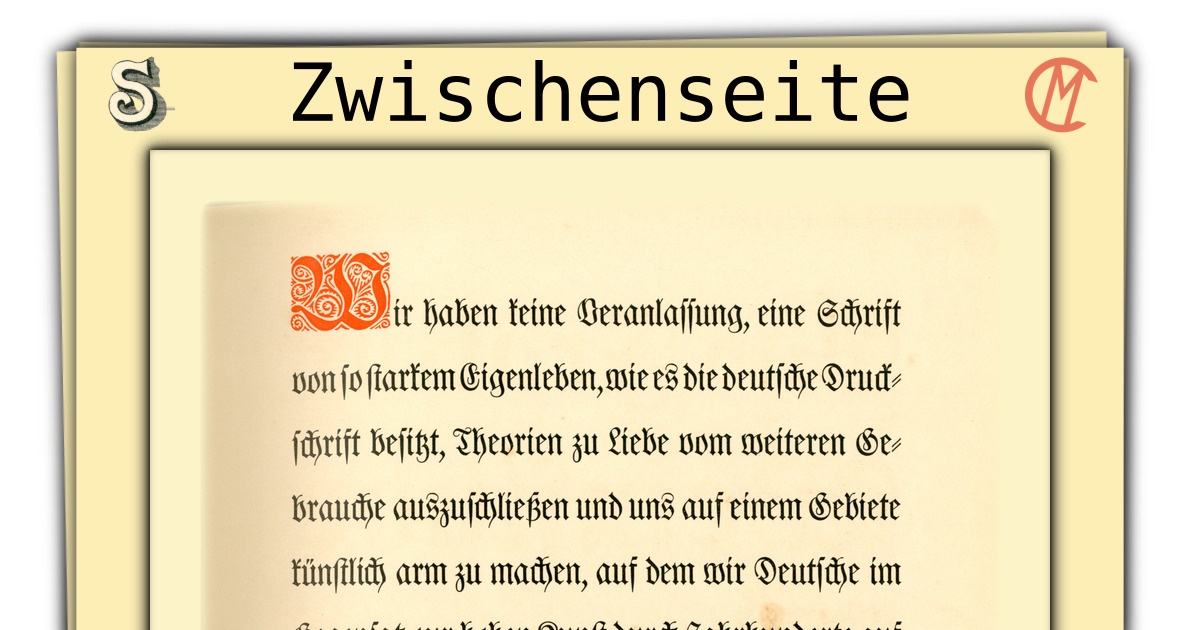 S
Zwischenseite
CM
Wir haben keine Veranlaſſung, eine Schrift
von ſo ſtarkem Eigenleben, wie es die deutſche Druck⸗
ſchrift beſitzt, Theorien zu Liebe vom weiteren Ge⸗
brauche auszuſchließen und uns auf einem Gebiete
künſtlich arm zu machen, auf dem wir Deutſche im